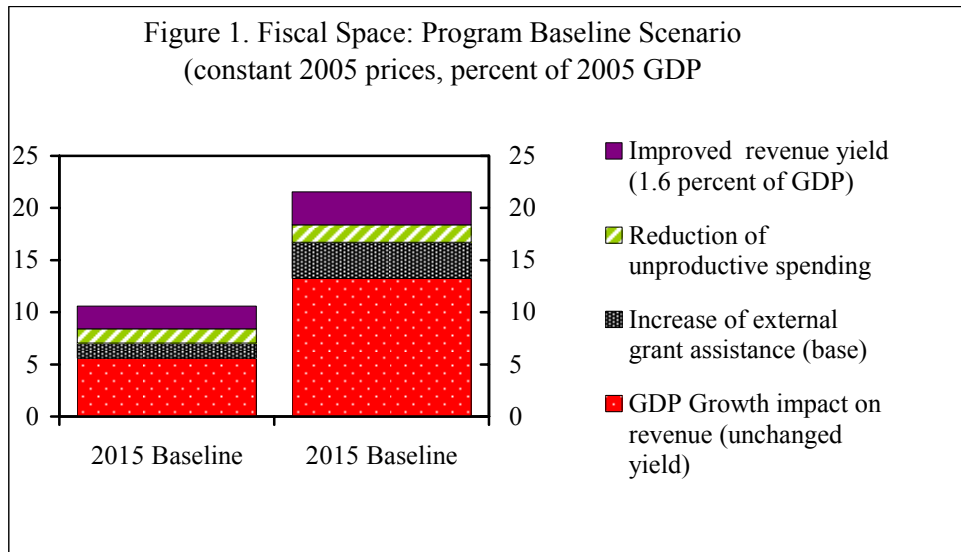 Figure 1. Fiscal Space: Program Baseline Scenario
(constant 2005 prices, percent of 2005 GDP
25
20
15
10
5
0
25
20
15
10
5
0
2015 Baseline
2015 Baseline
Improved revenue yield
(1.6 percent of GDP)
Reduction of
unproductive spending
Increase of external
grant assistance (base)
GDP Growth impact on
revenue (unchanged
yield)